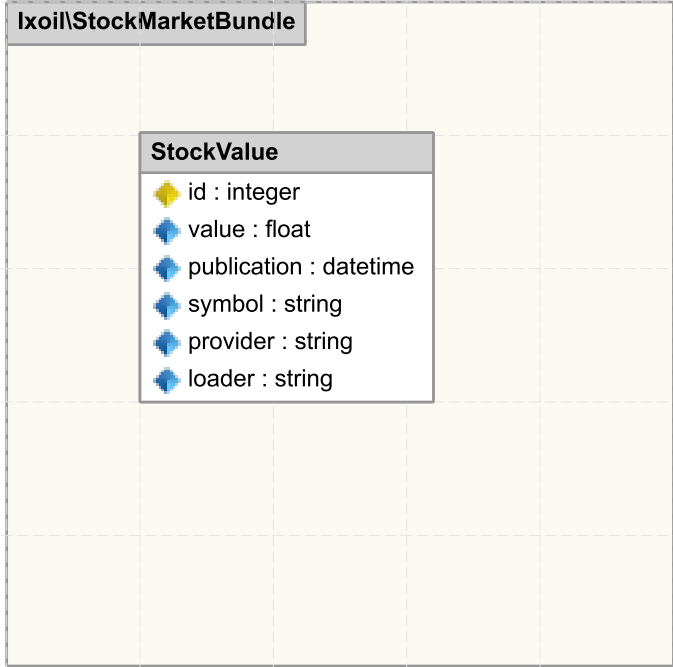 Ixoil\StockMarketBundle
StockValue
id : integer
value : float
publication : datetime
symbol : string
provider : string
loader : string